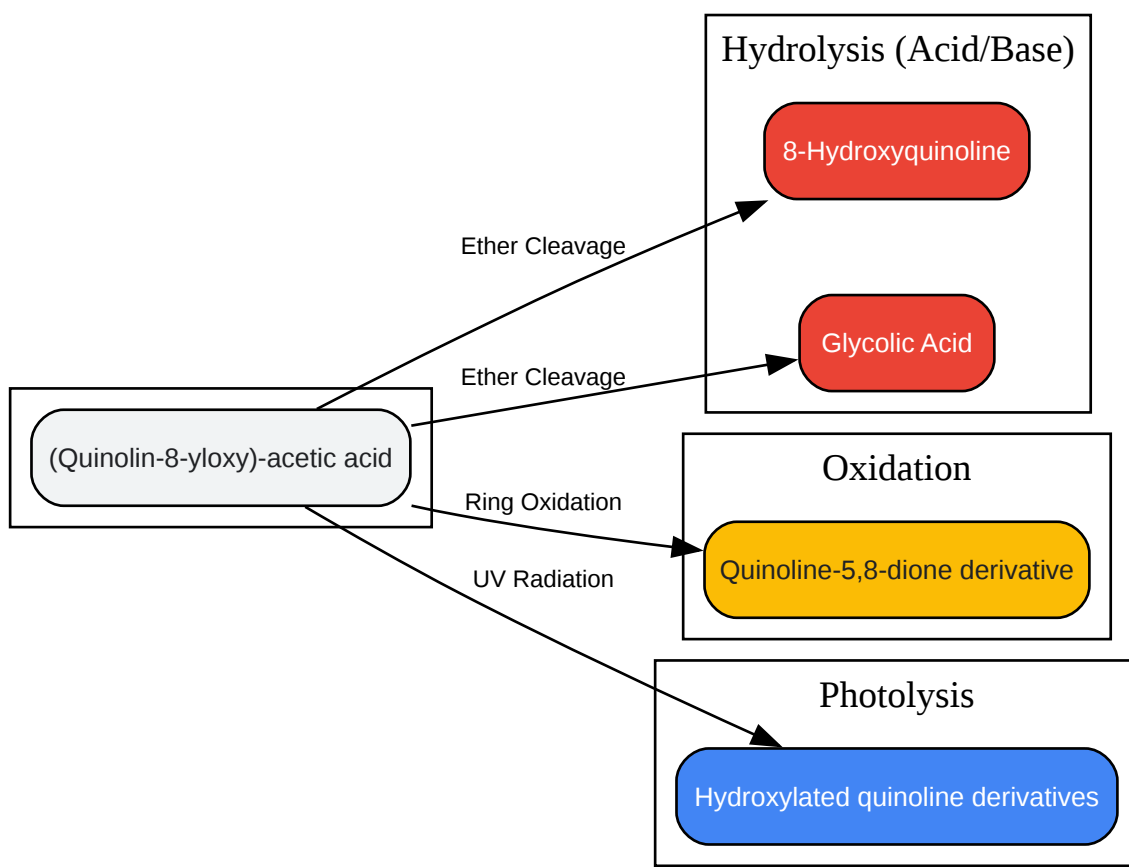 Hydrolysis (Acid/Base)
8-Hydroxyquinoline
Ether Cleavage
Glycolic Acid
Ether Cleavage
(Quinolin-8-yloxy)-acetic acid
Oxidation
Ring Oxidation
Quinoline-5,8-dione derivative
UV Radiation
Photolysis
Hydroxylated quinoline derivatives